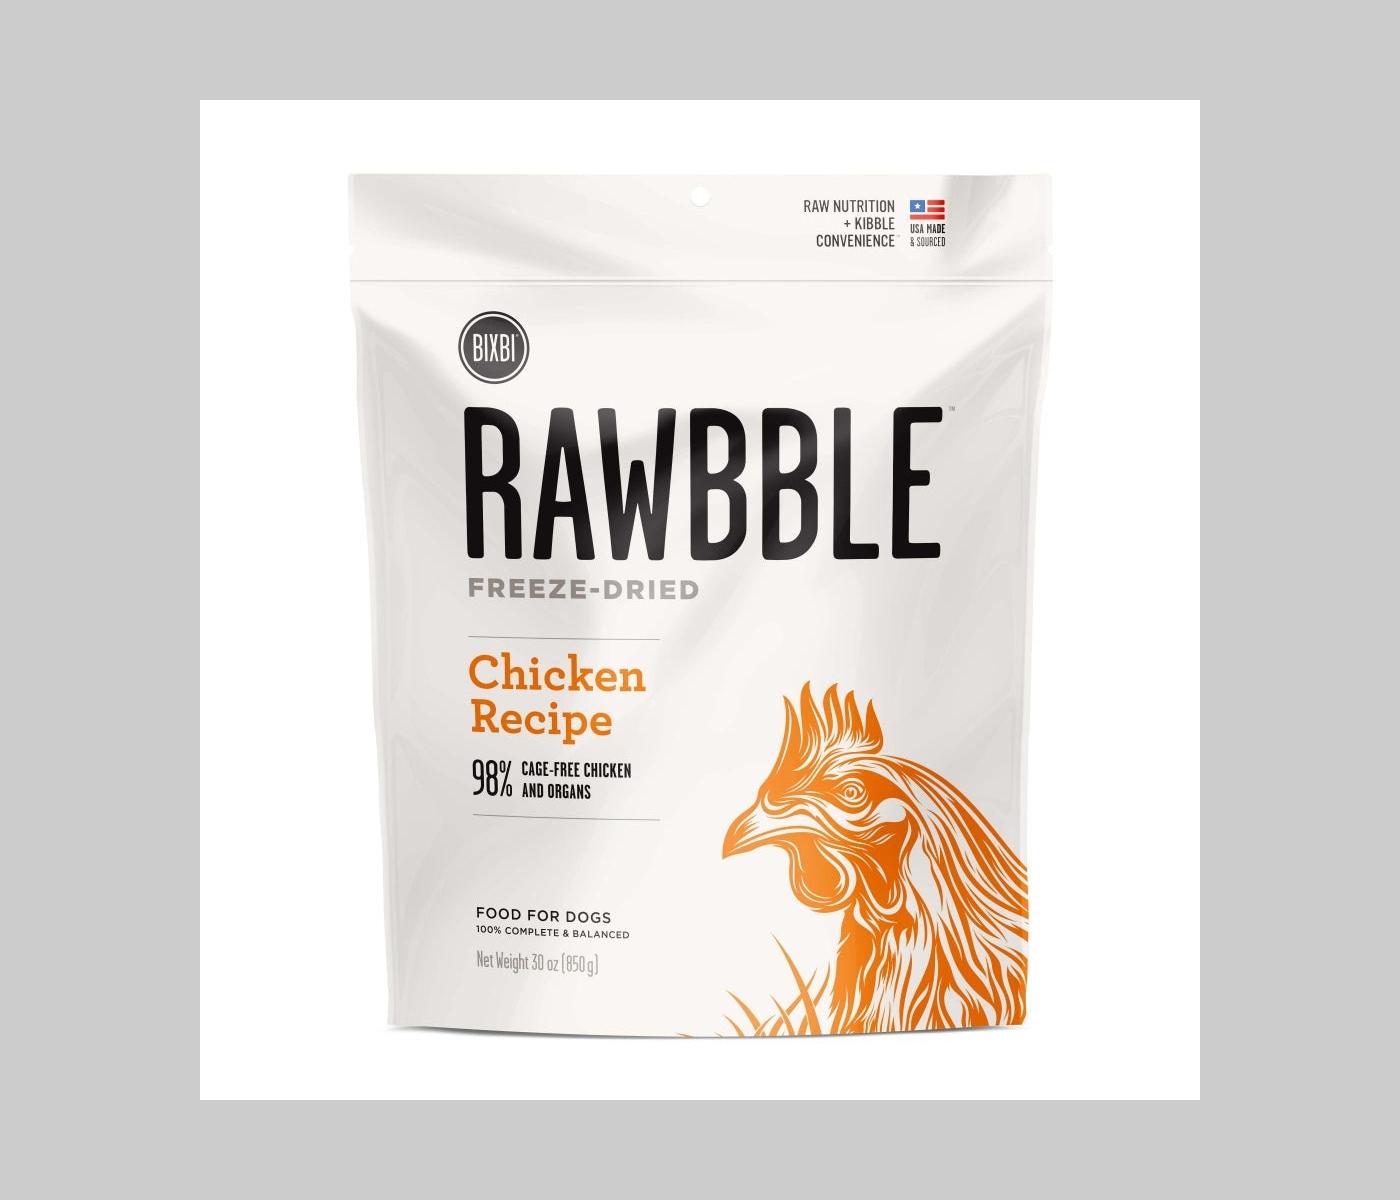 RAW NUTRITION
+ KIBBLE
CONVENIENCE™
USA MADE
& SOURCED
BIXBI
RAWBBLE™
FREEZE-DRIED
Chicken
Recipe
98% CAGE-FREE CHICKEN
AND ORGANS
FOOD FOR DOGS
100% COMPLETE & BALANCED
Net Weight 30 oz (850 g)